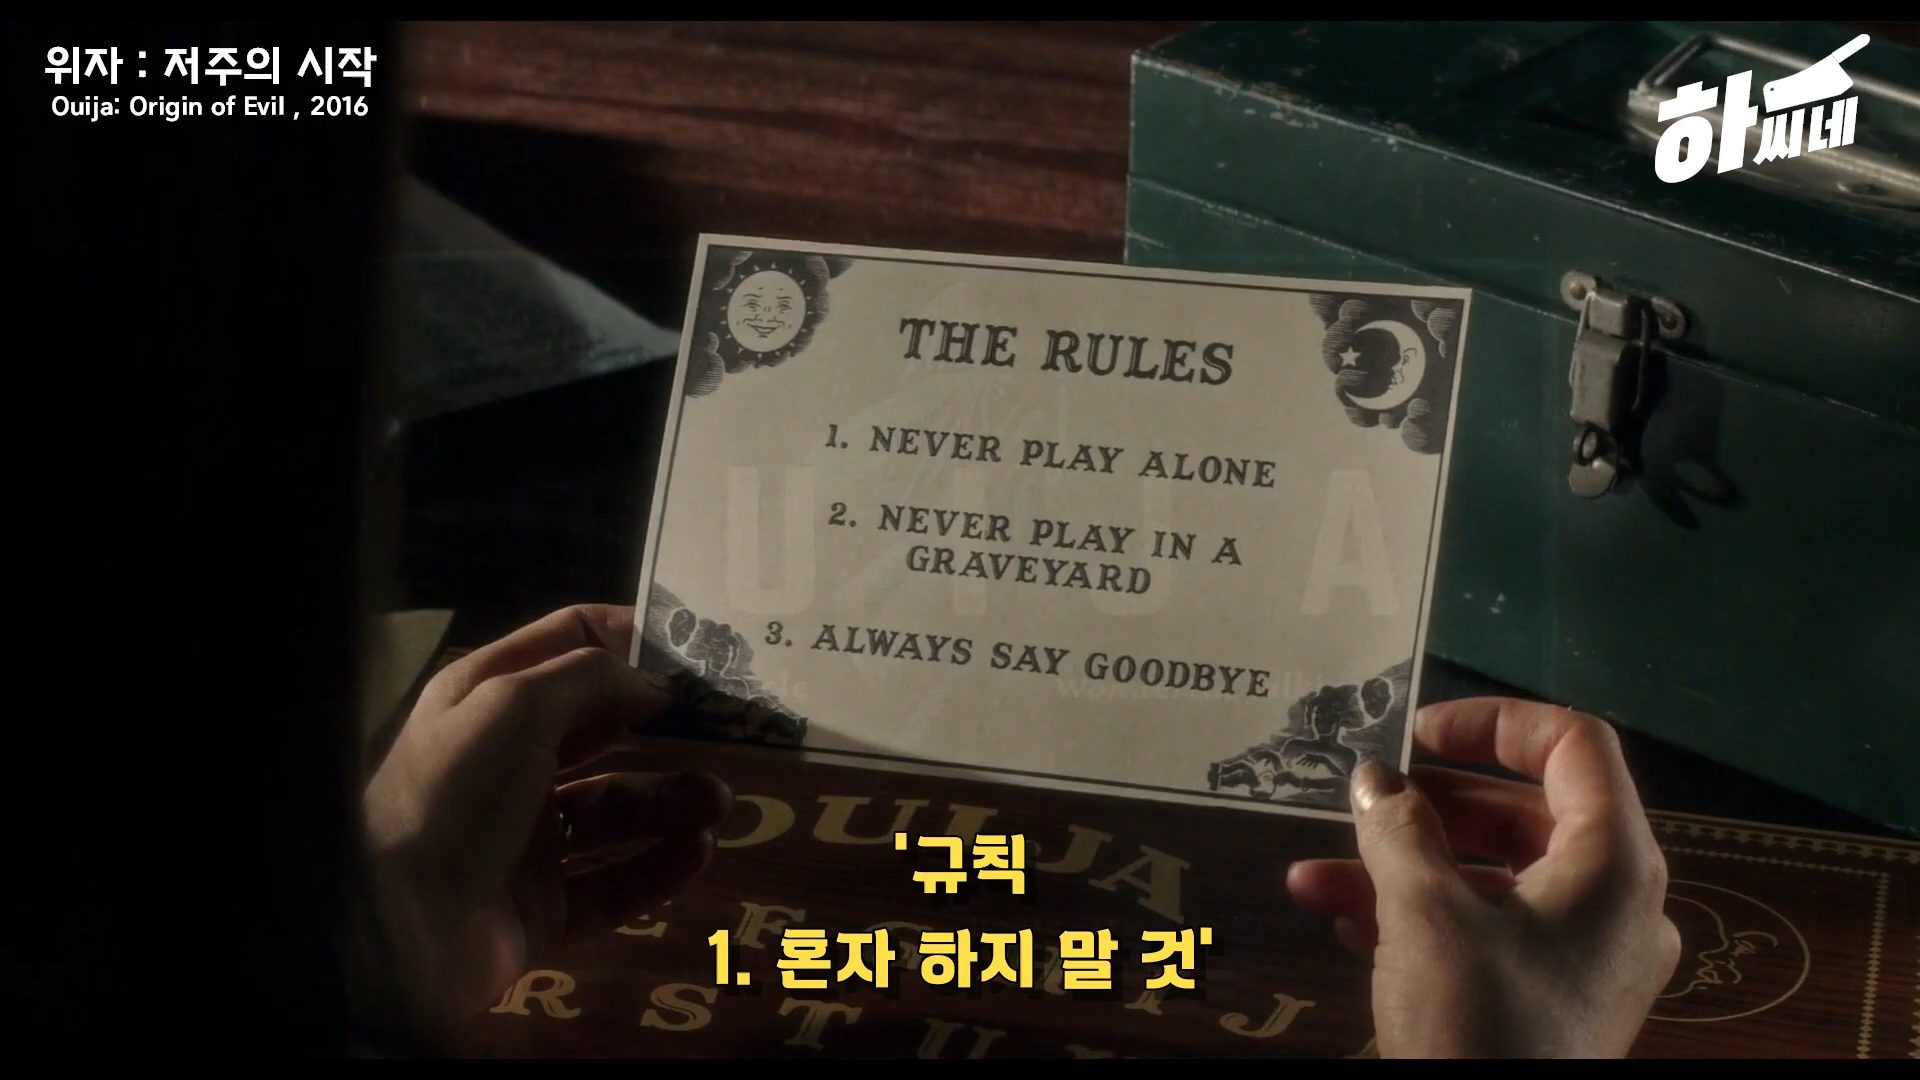 위자 : 저주의 시작
Ouija: Origin of Evil , 2016
하씨네
THE RULES
1. NEVER PLAY ALONE
2. NEVER PLAY IN A
GRAVEYARD
3. ALWAYS SAY GOODBYE
OUIJA
'규칙
1. 혼자 하지 말 것'
E F G H I J
R S T U